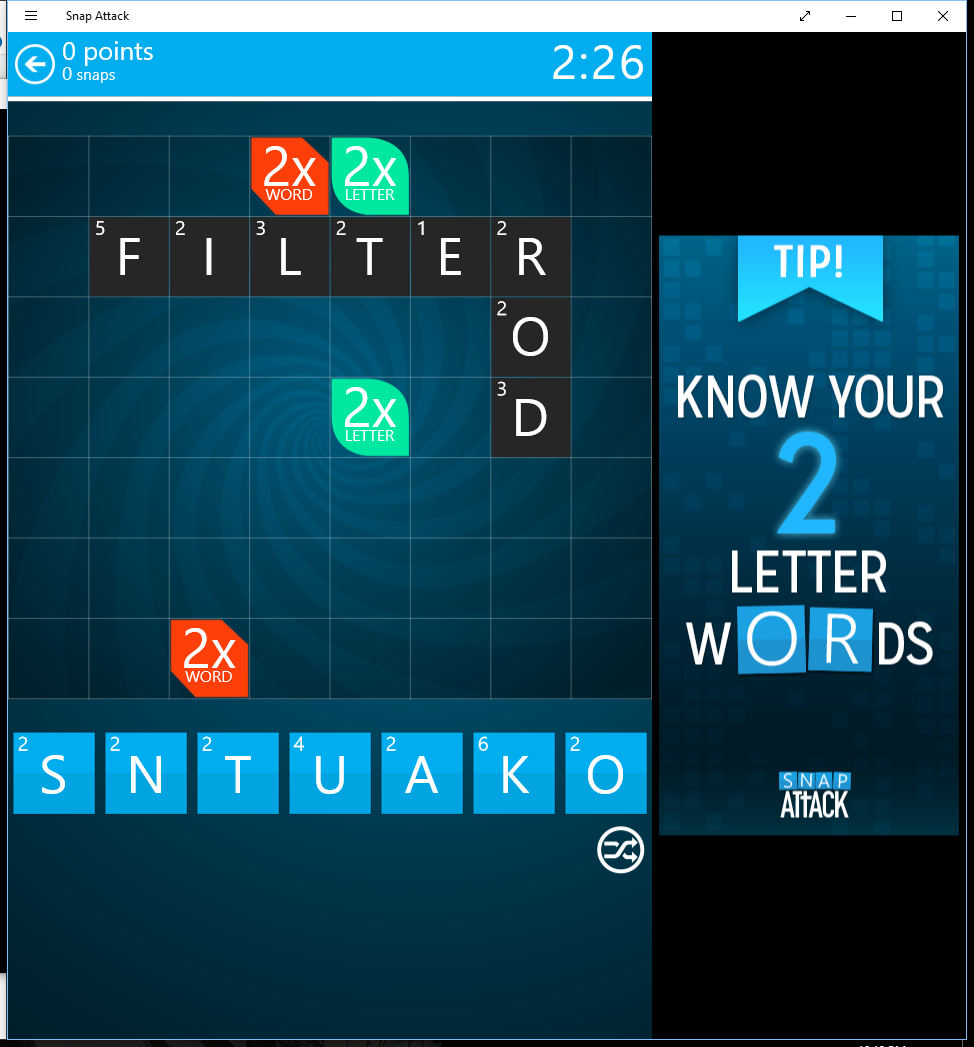 Snap Attack
0 points
0 snaps
2:26
2x WORD
2x LETTER
5 F 2 I 3 L 2 T 1 E 2 R
2 O
2x LETTER
3 D
2x WORD
2 S 2 N 2 T 4 U 2 A 6 K 2 O
TIP!
KNOW YOUR
2
LETTER
WORDS
SNAP
ATTACK